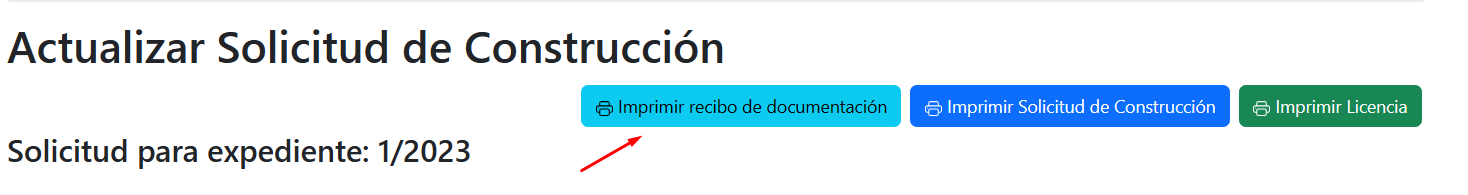 Actualizar Solicitud de Construcción
Imprimir recibo de documentación Imprimir Solicitud de Construcción Imprimir Licencia
Solicitud para expediente: 1/2023